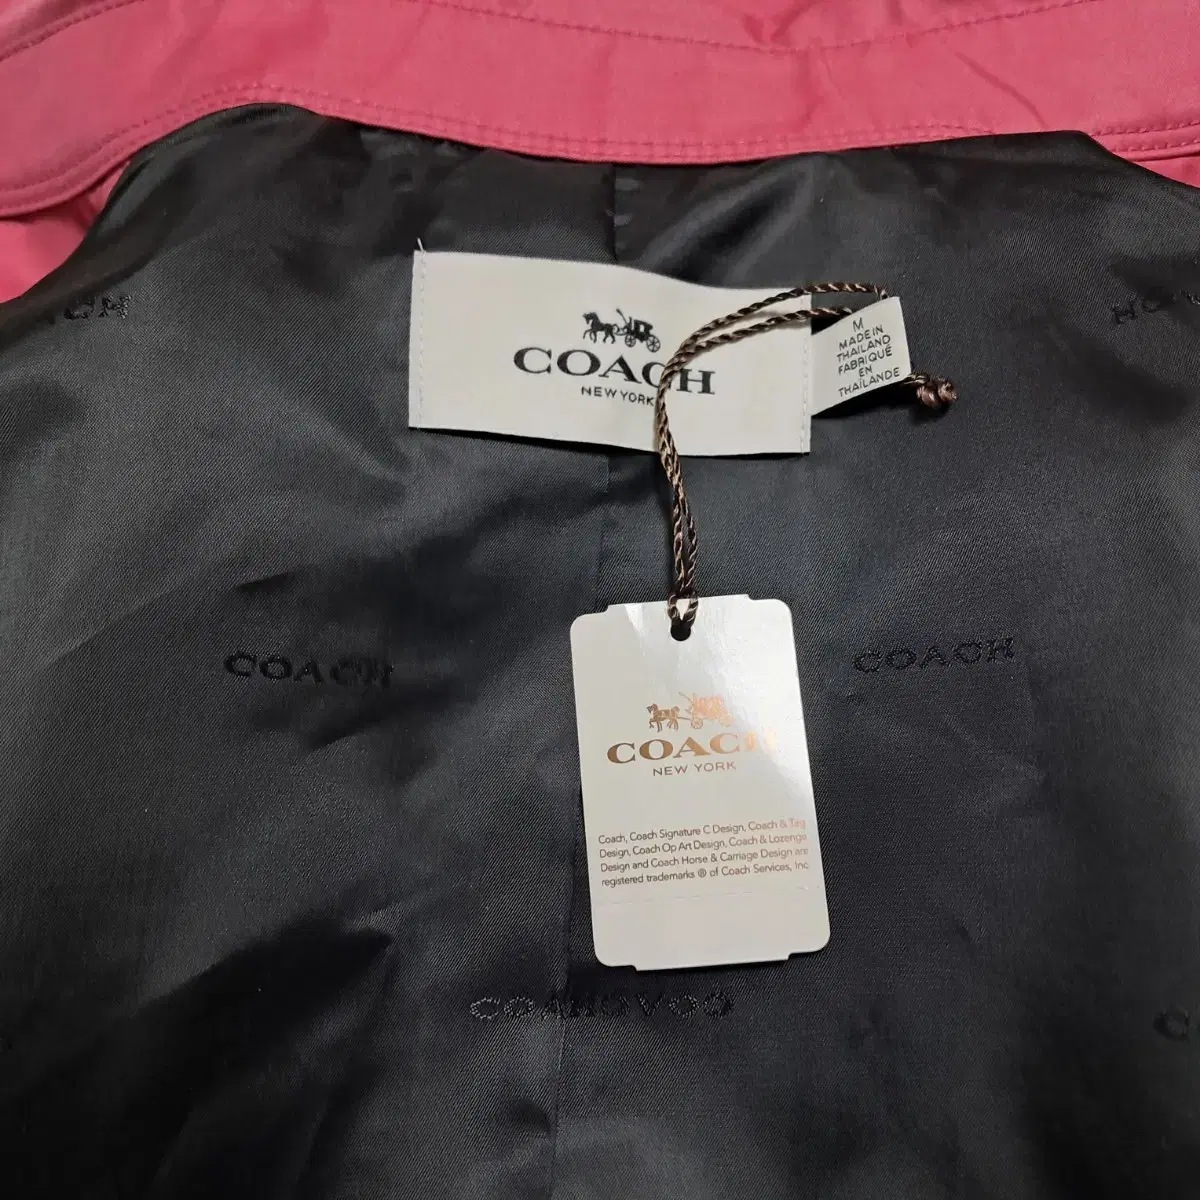 COACH
NEW YORK
M
MADE IN
THAILAND
FABRIQUÉ
EN
THAÏLANDE
COACH
COACH
COACH
NEW YORK
Coach, Coach Signature C Design, Coach & Tag
Design, Coach Op Art Design, Coach & Lozenge
Design and Coach Horse & Carriage Design are
registered trademarks ® of Coach Services, Inc